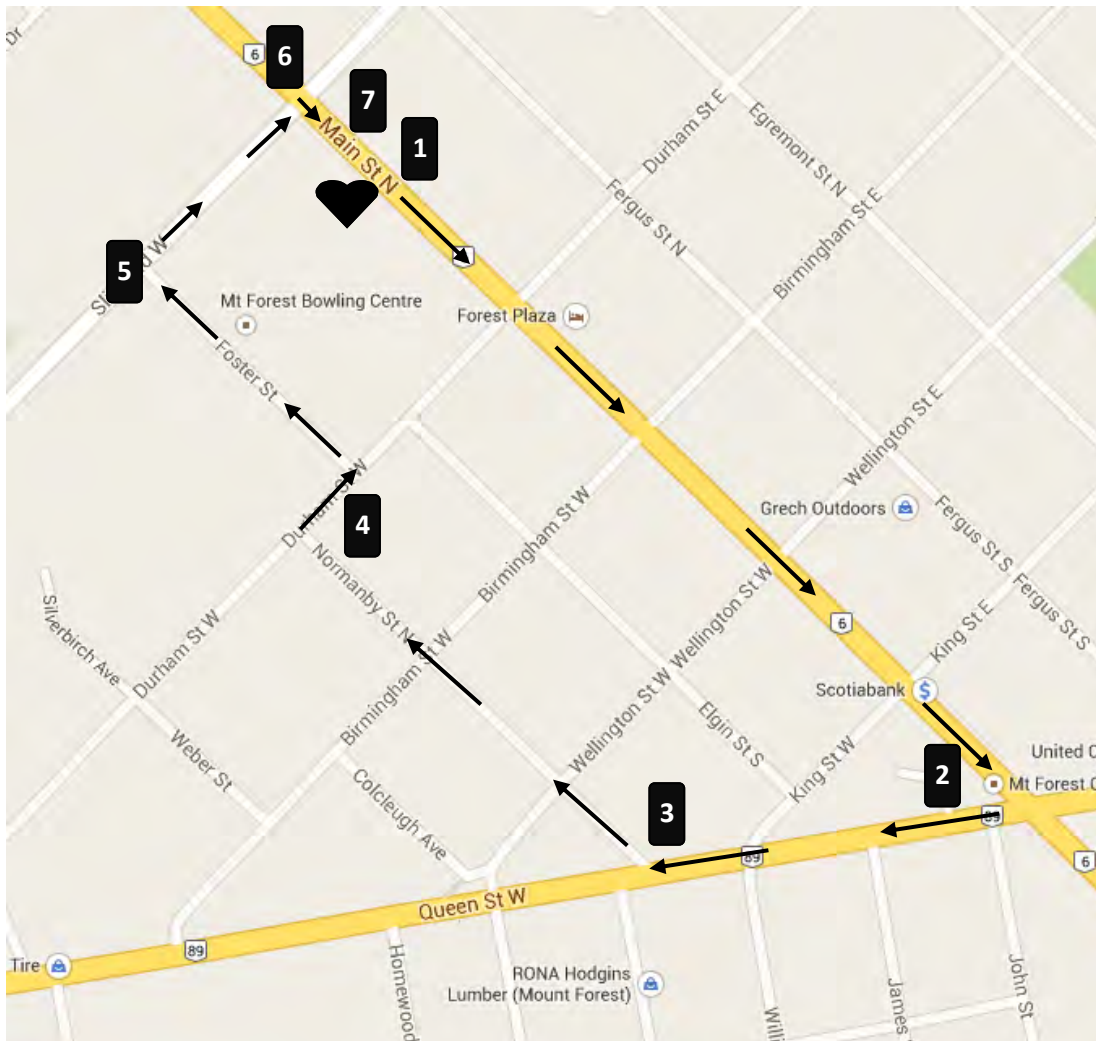 Dr
6
6
7
1
Main St N
Durham St E
Egremont St N
Fergus St N
Birmingham St E
5
Mt Forest Bowling Centre
Forest Plaza
Foster St
Wellington St E
4
Grech Outdoors
Durham St W
Normanby St N
Birmingham St W
Fergus St S
Fergus St S
Silverbirch Ave
Durham St W
Birmingham St W
Wellington St W
Wellington St W
6
King St E
Scotiabank
$
Elgin St S
King St W
Weber St
Colcleugh Ave
United C
2
Mt Forest C
3
89
89
6
Queen St W
89
Tire
Homewood
RONA Hodgins
Lumber (Mount Forest)
Willi
James
John St